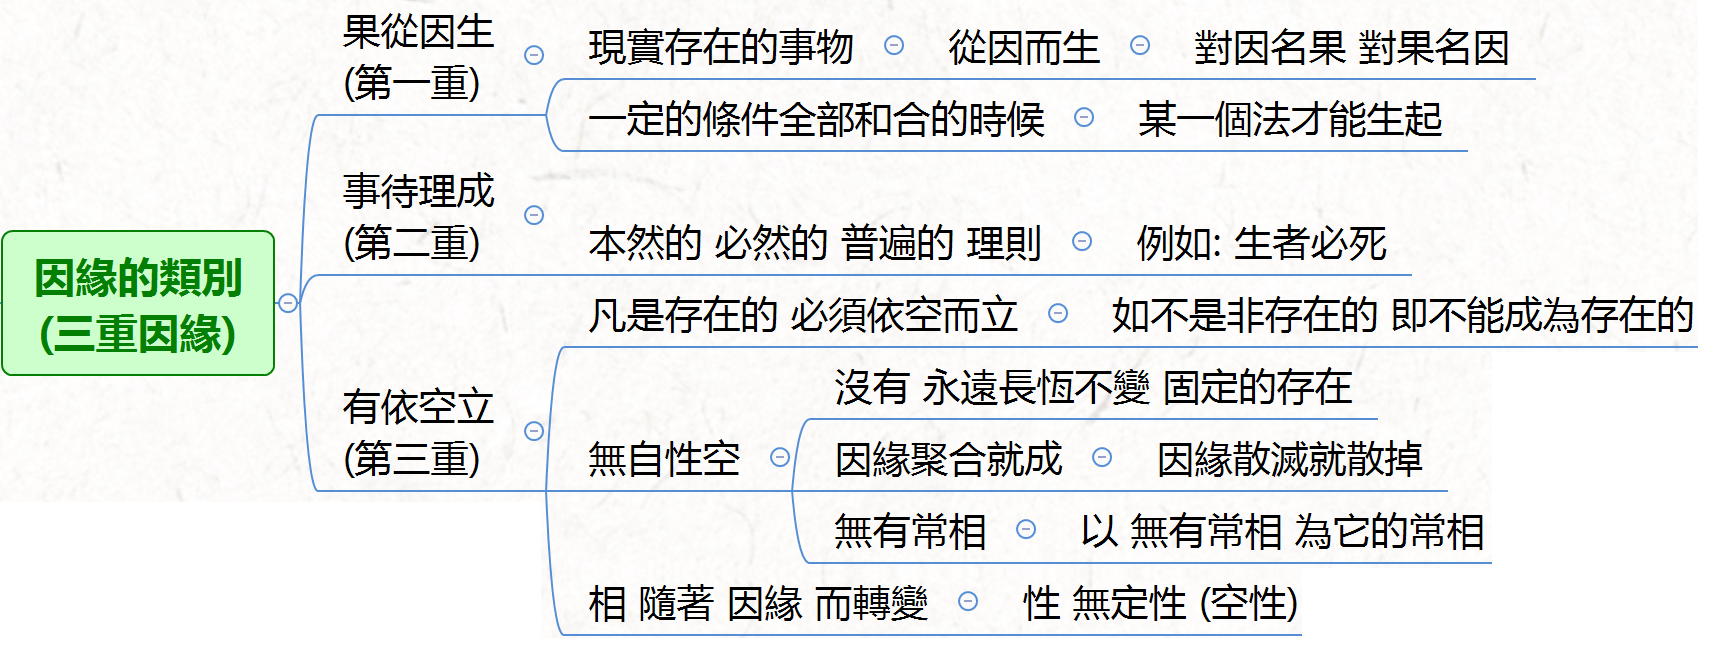 因緣的類別
(三重因緣)
果從因生
(第一重)
現實存在的事物 從因而生 對因名果 對果名因
一定的條件全部和合的時候 某一個法才能生起
事待理成
(第二重)
本然的 必然的 普遍的 理則 例如: 生者必死
有依空立
(第三重)
凡是存在的 必須依空而立 如不是非存在的 即不能成為存在的
無自性空
沒有 永遠長恆不變 固定的存在
因緣聚合就成 因緣散滅就散掉
無有常相 以 無有常相 為它的常相
相 隨著 因緣 而轉變 性 無定性 (空性)